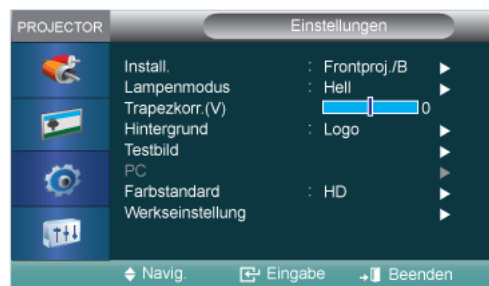 PROJECTOR Einstellungen
Install. : Frontproj./B
Lampenmodus : Hell
Trapezkorr.(V) 0
Hintergrund : Logo
Testbild
PC
Farbstandard : HD
Werkseinstellung
Navig. Eingabe Beenden